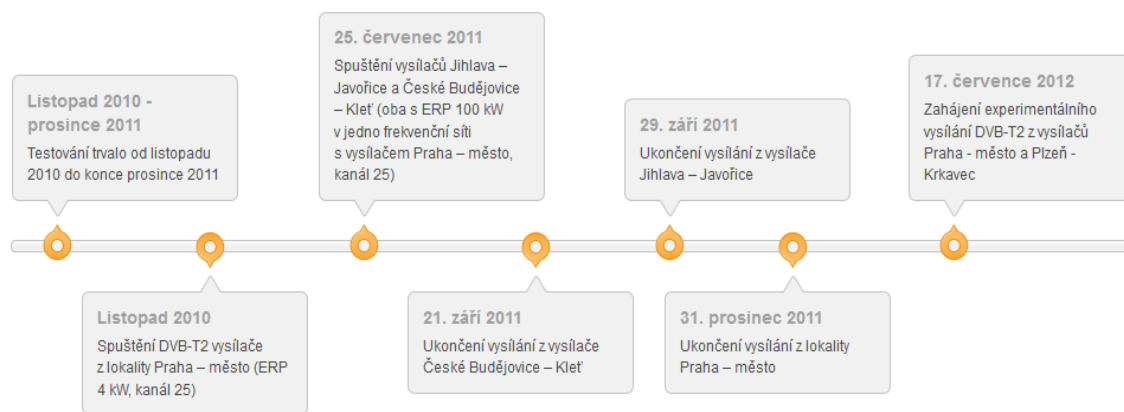 Listopad 2010 -
prosince 2011
Testování trvalo od listopadu
2010 do konce prosince 2011
Listopad 2010
Spuštění DVB-T2 vysílače
z lokality Praha – město (ERP
4 kW, kanál 25)
25. červenec 2011
Spuštění vysílačů Jihlava –
Javořice a České Budějovice
– Kleť (oba s ERP 100 kW
v jedno frekvenční síti
s vysílačem Praha – město,
kanál 25)
21. září 2011
Ukončení vysílání z vysílače
České Budějovice – Kleť
29. září 2011
Ukončení vysílání z vysílače
Jihlava – Javořice
31. prosinec 2011
Ukončení vysílání z lokality
Praha – město
17. července 2012
Zahájení experimentálního
vysílání DVB-T2 z vysílačů
Praha - město a Plzeň -
Krkavec